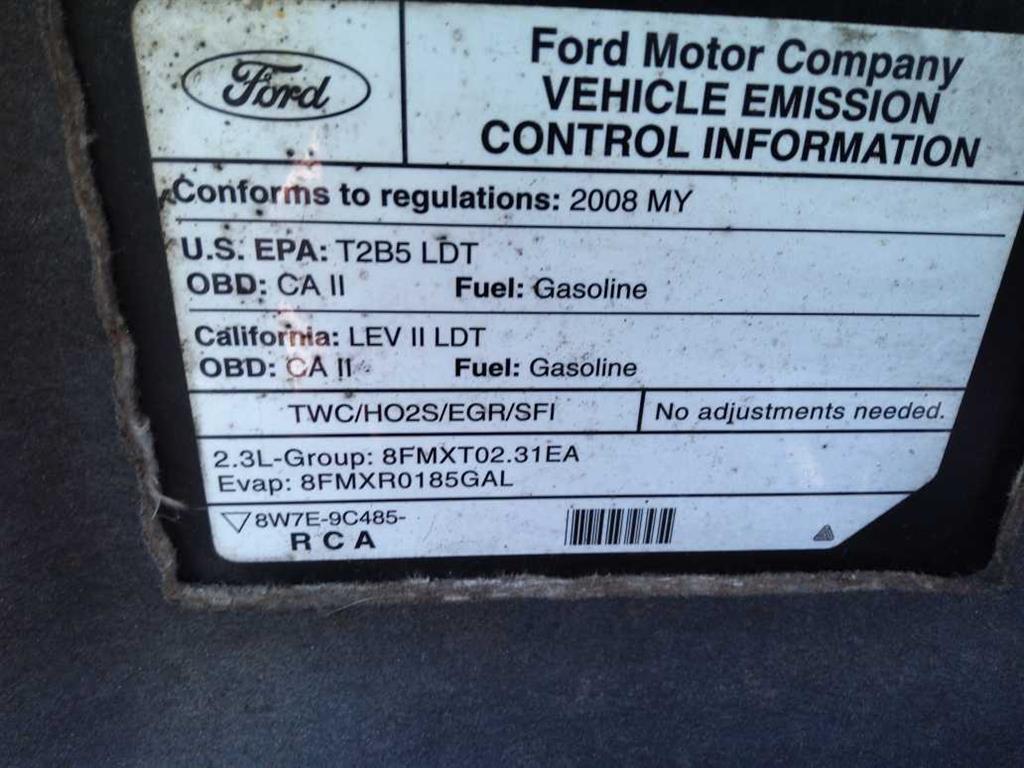 Ford
Ford Motor Company
VEHICLE EMISSION
CONTROL INFORMATION
Conforms to regulations: 2008 MY
U.S. EPA: T2B5 LDT
OBD: CA II Fuel: Gasoline
California: LEV II LDT
OBD: CA II Fuel: Gasoline
TWC/HO2S/EGR/SFI No adjustments needed.
2.3L-Group: 8FMXT02.31EA
Evap: 8FMXR0185GAL
8W7E-9C485-
R C A